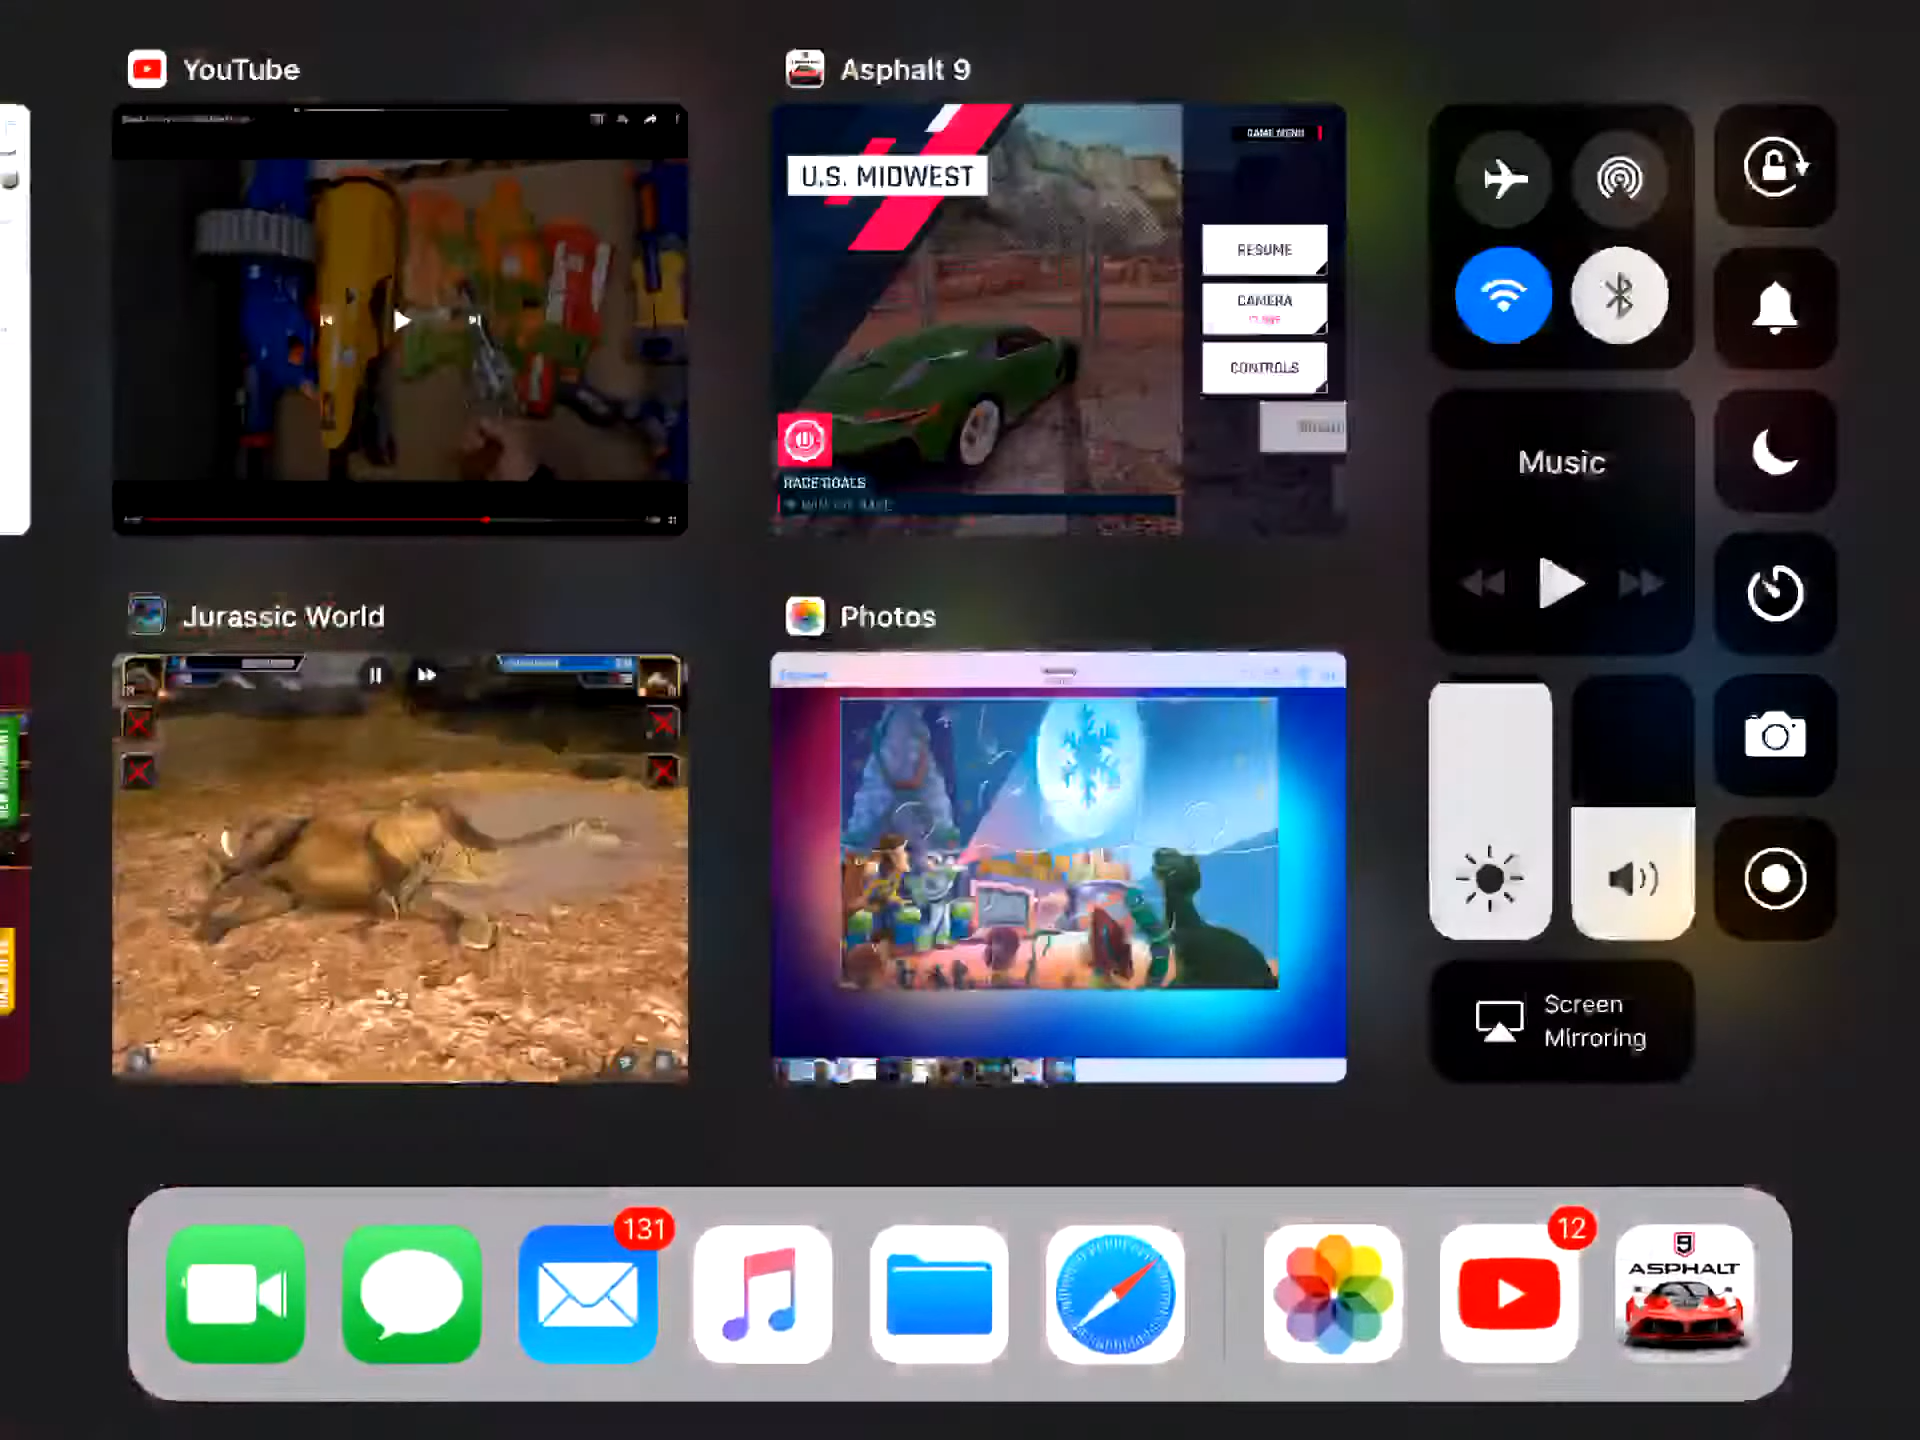 YouTube
Asphalt 9
GAME MENU
U.S. MIDWEST
RESUME
CAMERA
CONTROLS
RACE GOALS
Music
Jurassic World
Photos
Screen
Mirroring
131
12
9
ASPHALT